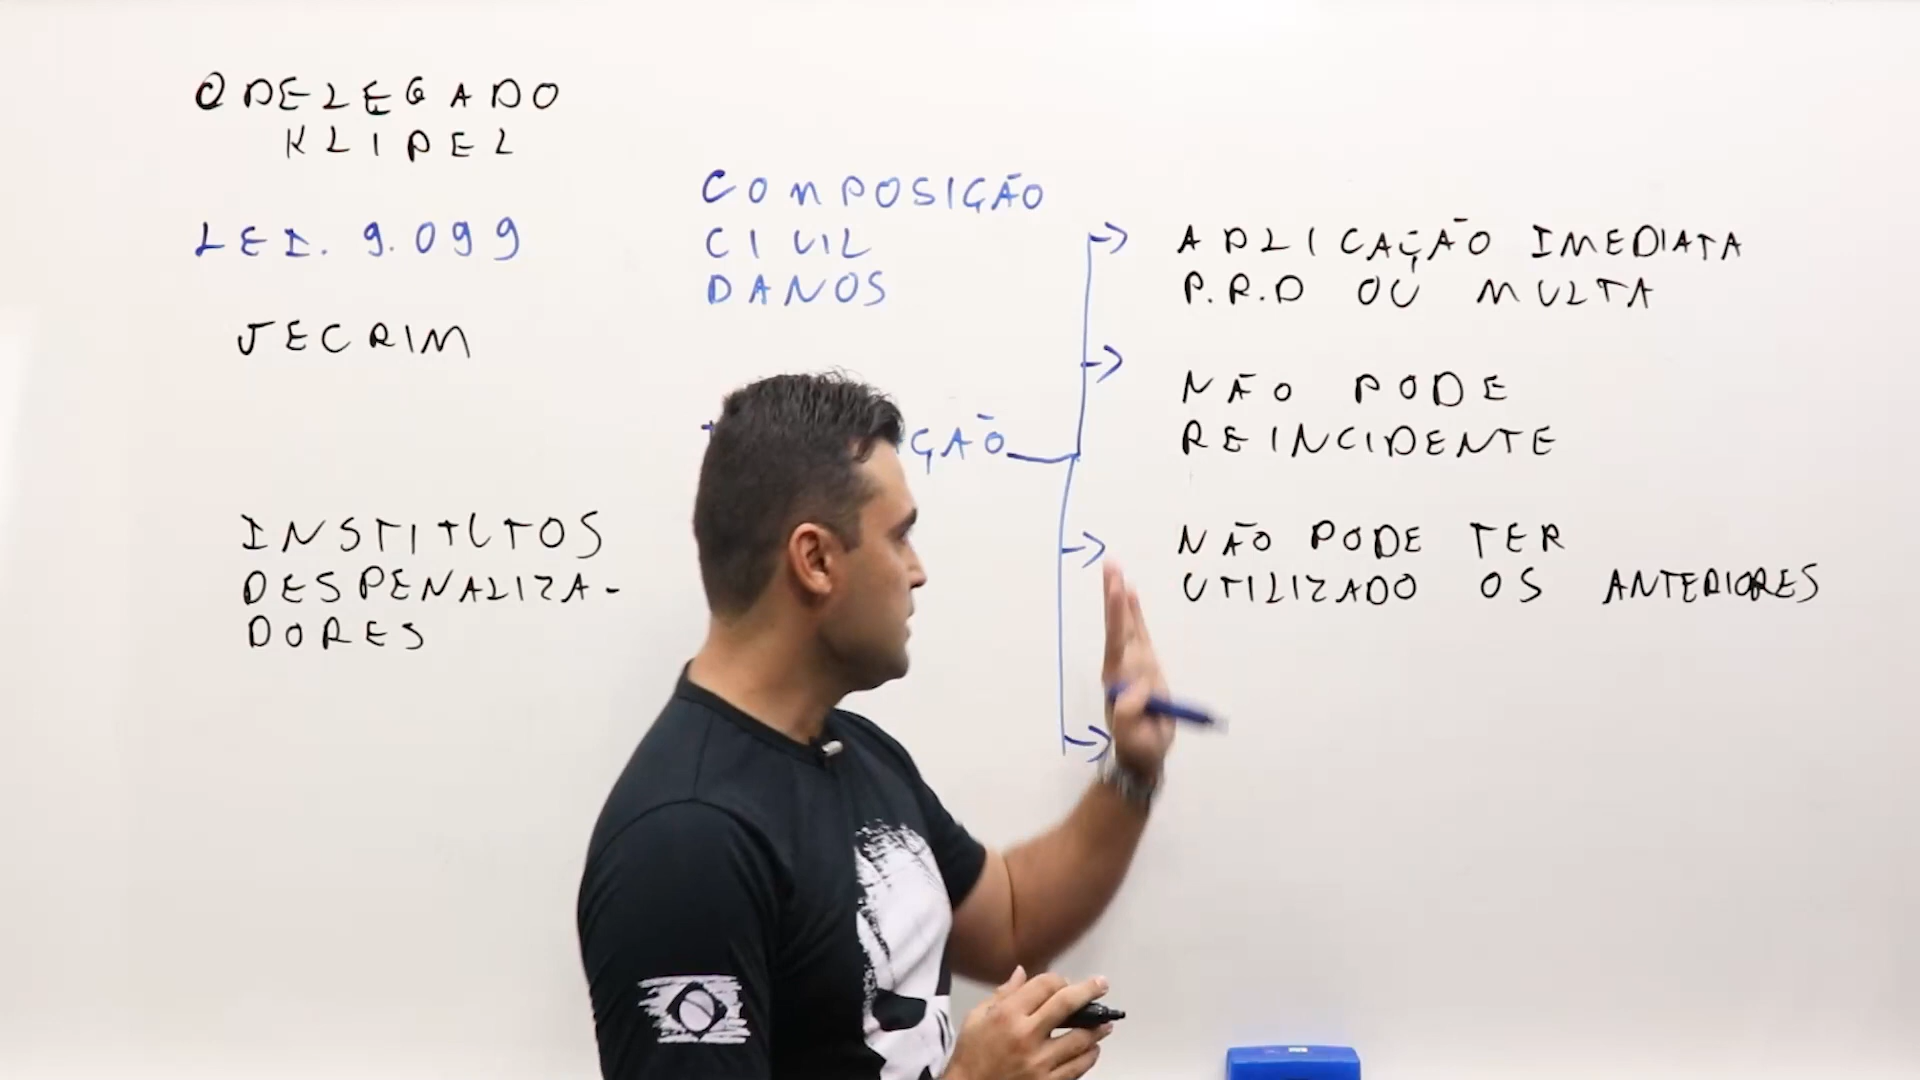 @DELEGADO
KLIPEL
LEI. 9.099
JECRIM
INSTITUTOS
DESPENALIZA-
DORES
COMPOSIÇÃO
CIVIL
DANOS
APLICAÇÃO IMEDIATA
P.R.D OU MULTA
NÃO PODE
REINCIDENTE
NÃO PODE TER
UTILIZADO OS ANTERIORES